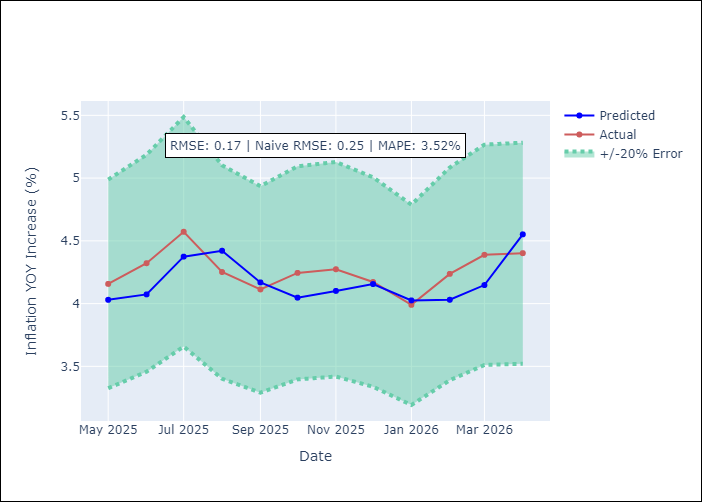 RMSE: 0.17 | Naive RMSE: 0.25 | MAPE: 3.52%
Predicted
Actual
+/-20% Error
Inflation YOY Increase (%)
5.5
5
4.5
4
3.5
May 2025
Jul 2025
Sep 2025
Nov 2025
Jan 2026
Mar 2026
Date